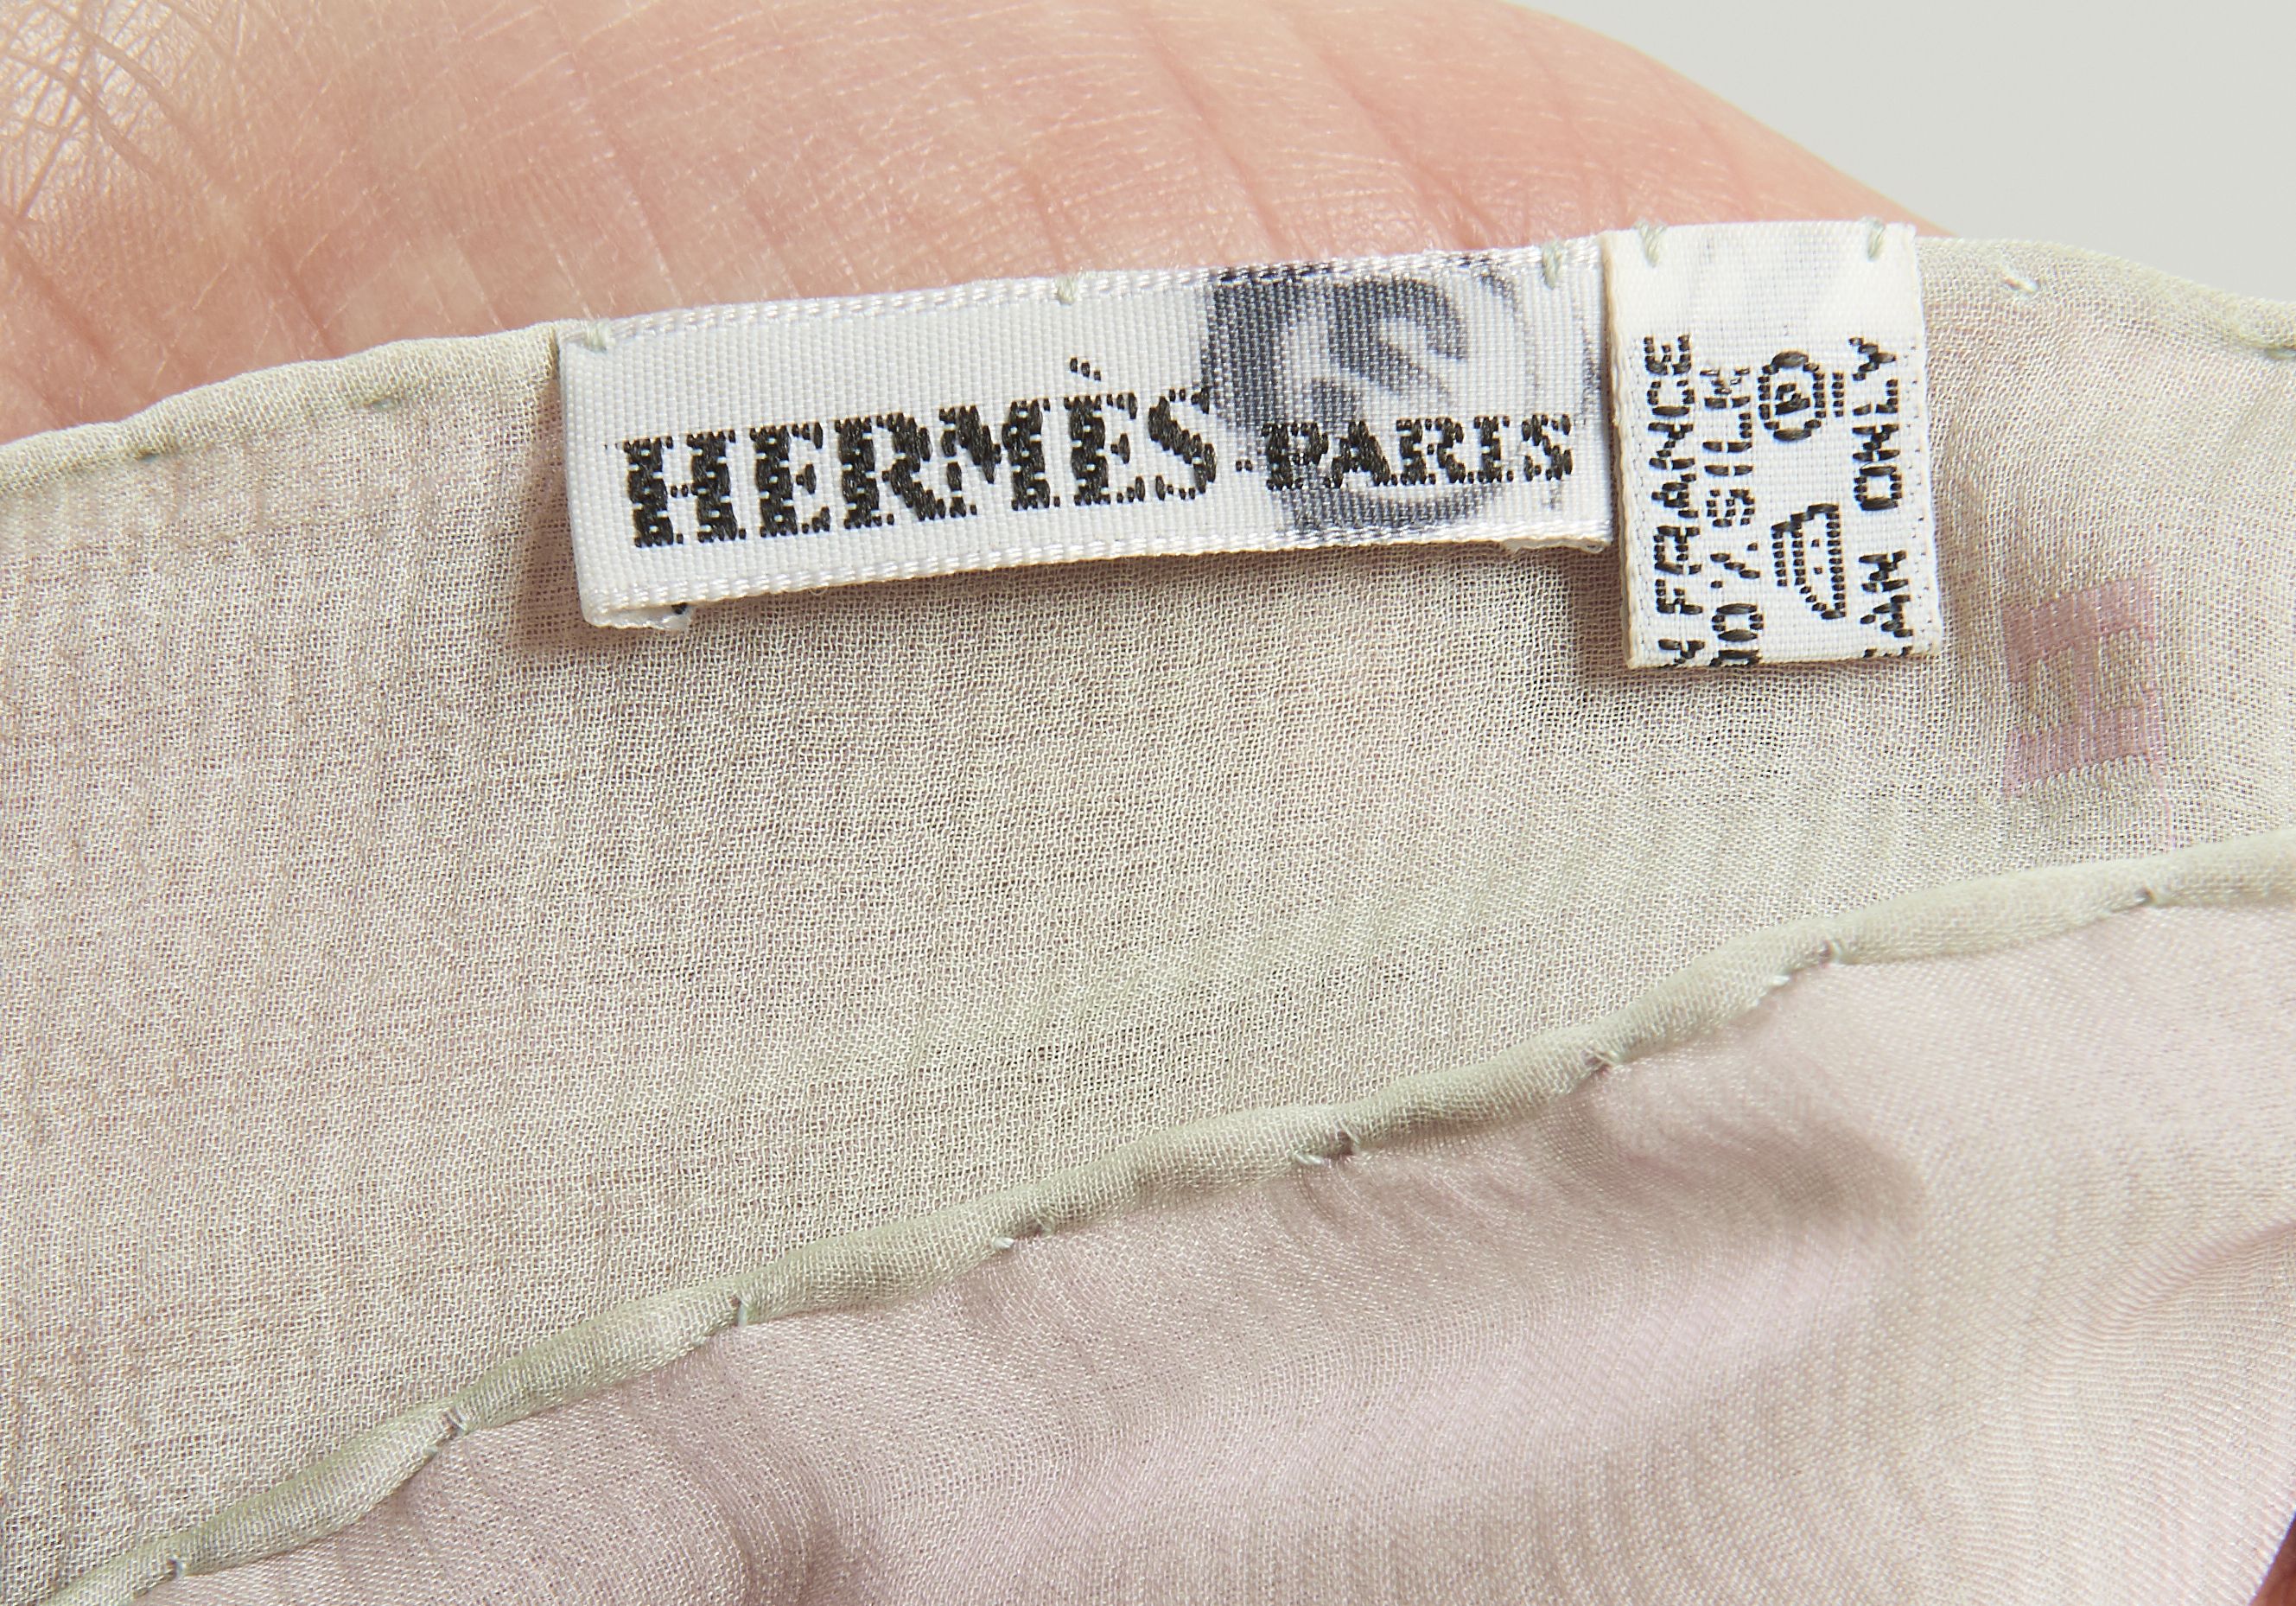 HERMÈS-PARIS
FRANCE
% SILK
P
ONLY